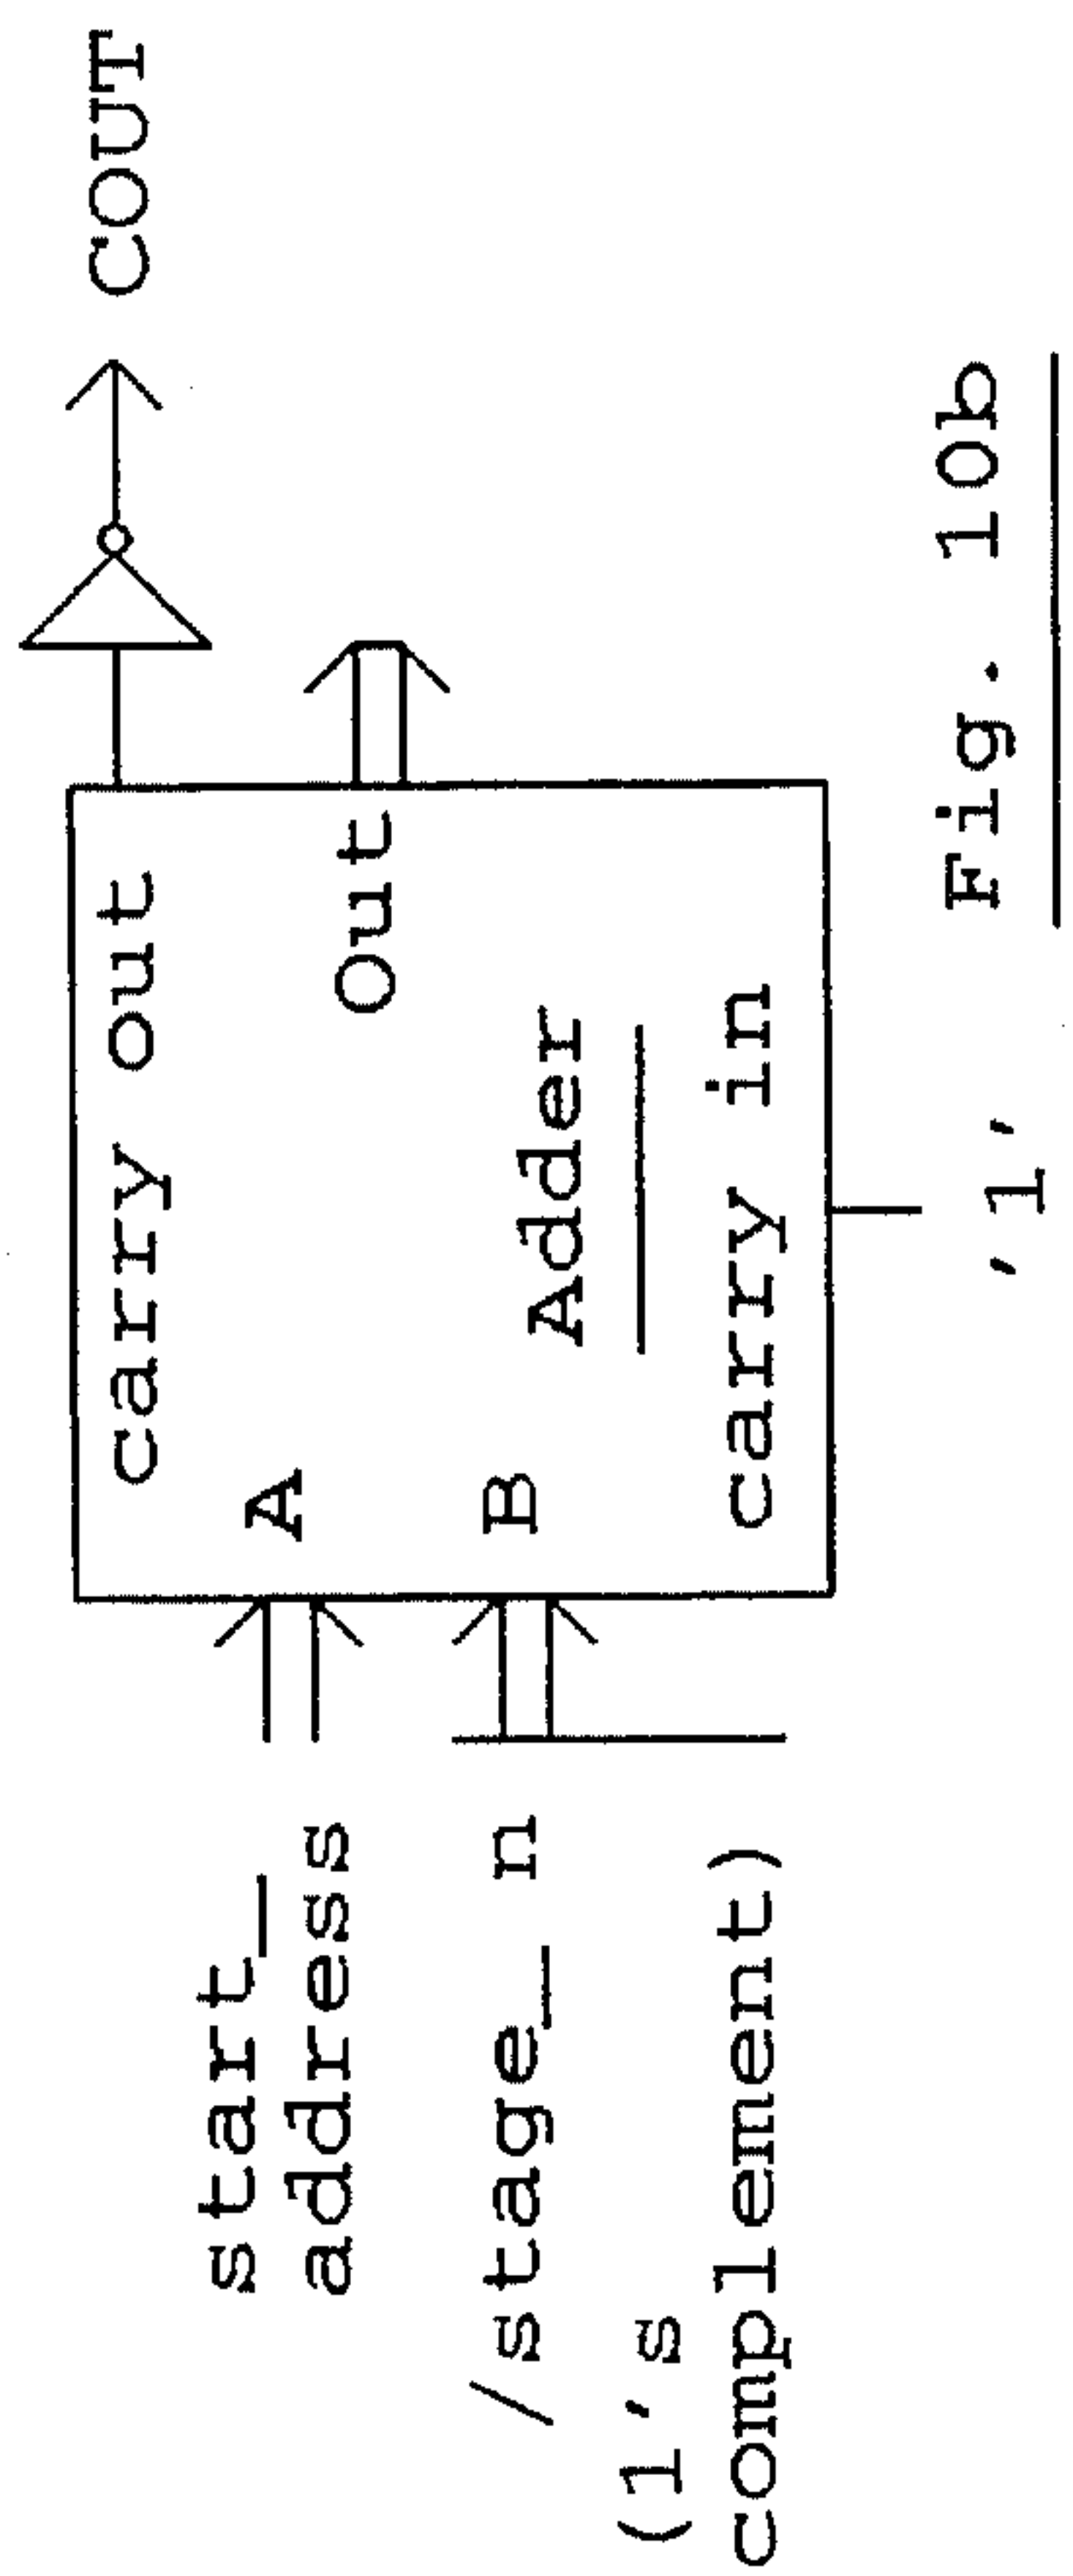 carry out
COUT
start_
address
A
Out
/stage_ n
B
Adder
(1's
complement)
carry in
'1'
Fig. 10b